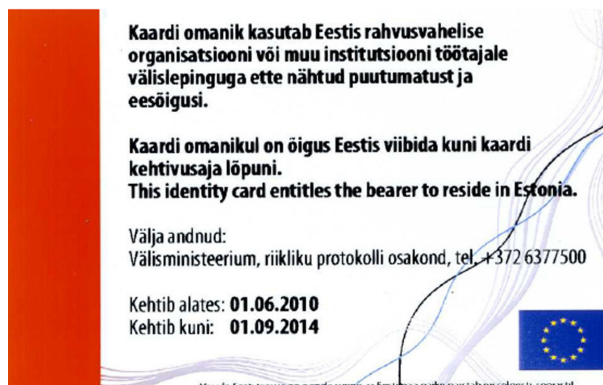 Kaardi omanik kasutab Eestis rahvusvahelise
organisatsiooni või muu institutsiooni töötajale
välislepinguga ette nähtud puutumatust ja
eesõigusi.
Kaardi omanikul on õigus Eestis viibida kuni kaardi
kehtivusaja lõpuni.
This identity card entitles the bearer to reside in Estonia.
Välja andnud:
Välisministeerium, riikliku protokolli osakond, tel. +372 6377500
Kehtib alates: 01.06.2010
Kehtib kuni: 01.09.2014